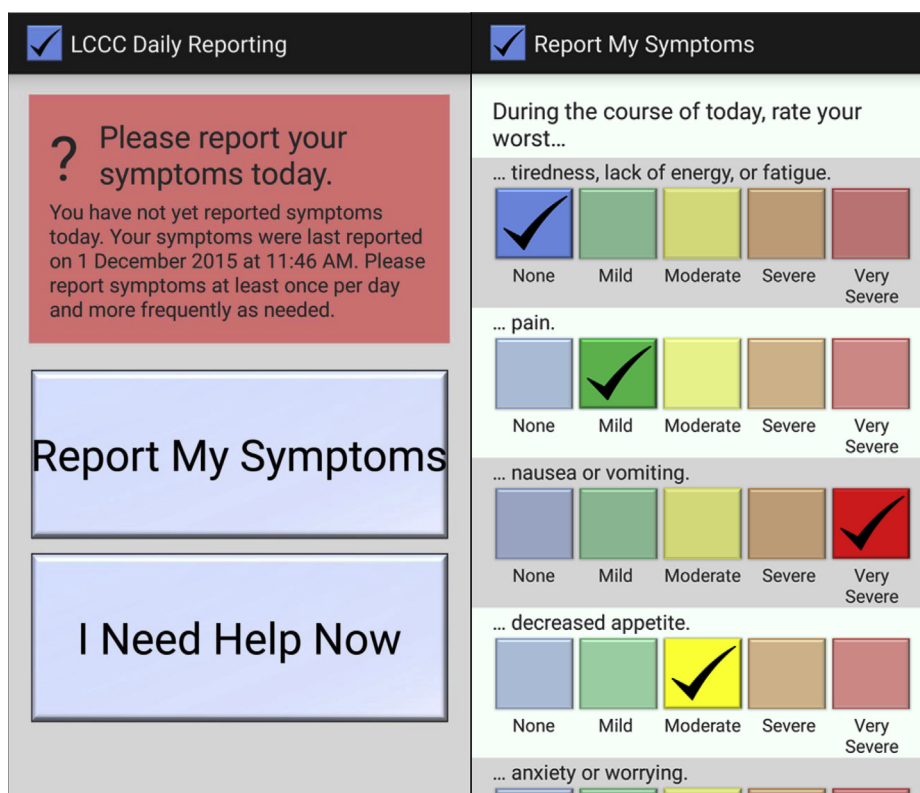 LCCC Daily Reporting
? Please report your
symptoms today.
You have not yet reported symptoms
today. Your symptoms were last reported
on 1 December 2015 at 11:46 AM. Please
report symptoms at least once per day
and more frequently as needed.
Report My Symptoms
I Need Help Now
Report My Symptoms
During the course of today, rate your
worst...
... tiredness, lack of energy, or fatigue.
None Mild Moderate Severe Very
Severe
... pain.
None Mild Moderate Severe Very
Severe
... nausea or vomiting.
None Mild Moderate Severe Very
Severe
... decreased appetite.
None Mild Moderate Severe Very
Severe
... anxiety or worrying.